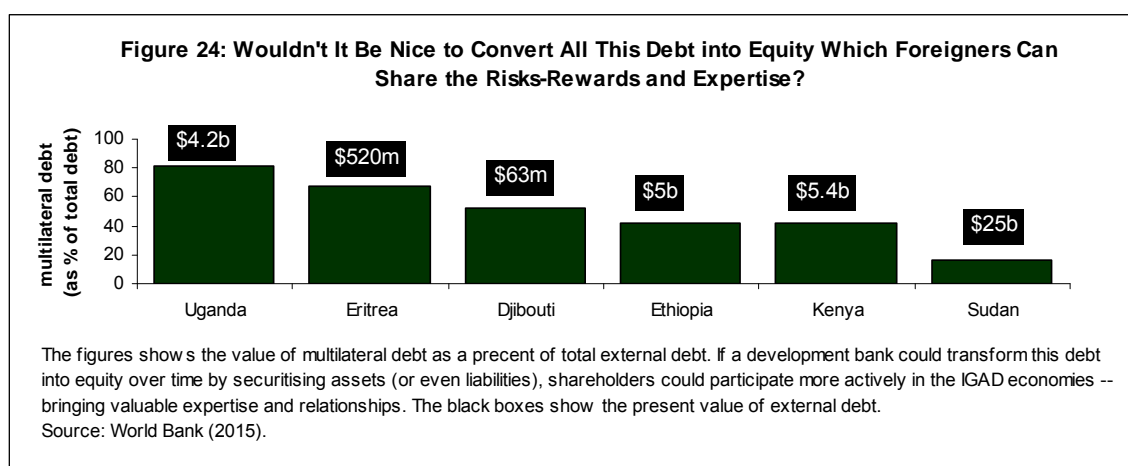 Figure 24: Wouldn't It Be Nice to Convert All This Debt into Equity Which Foreigners Can
Share the Risks-Rewards and Expertise?
multilateral debt
(as % of total debt)
100
80
60
40
20
0
$4.2b
$520m
$63m
$5b
$5.4b
$25b
Uganda Eritrea Djibouti Ethiopia Kenya Sudan
The figures shows the value of multilateral debt as a precent of total external debt. If a development bank could transform this debt
into equity over time by securitising assets (or even liabilities), shareholders could participate more actively in the IGAD economies --
bringing valuable expertise and relationships. The black boxes show the present value of external debt.
Source: World Bank (2015).